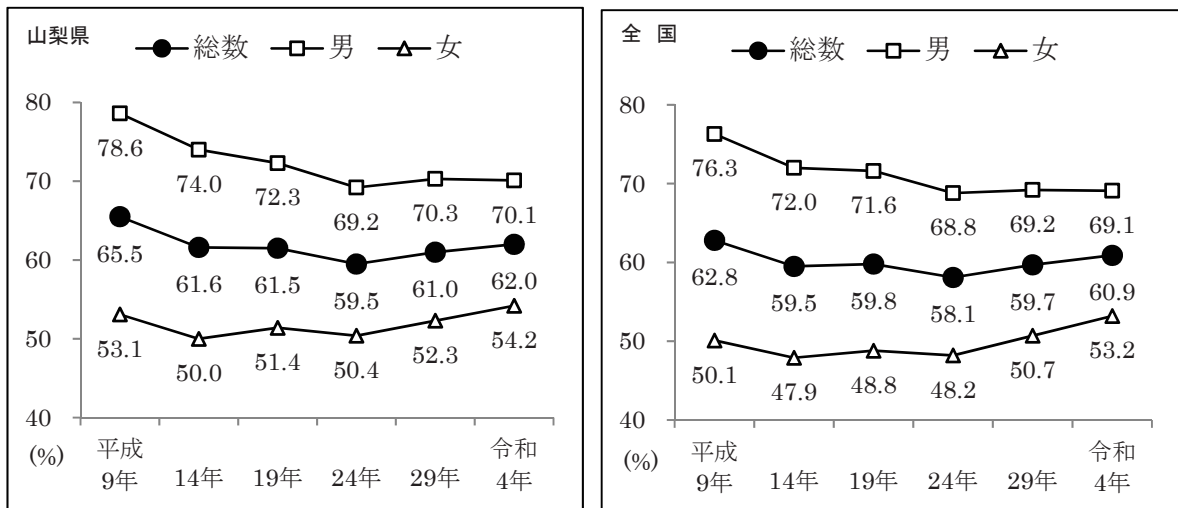 山梨県
総数 男 女
80
70
60
50
40
(%)
78.6 74.0 72.3 69.2 70.3 70.1
65.5 61.6 61.5 59.5 61.0 62.0
53.1 50.0 51.4 50.4 52.3 54.2
平成 令和
9年 14年 19年 24年 29年 4年
全 国
総数 男 女
80
70
60
50
40
(%)
76.3 72.0 71.6 68.8 69.2 69.1
62.8 59.5 59.8 58.1 59.7 60.9
50.1 47.9 48.8 48.2 50.7 53.2
平成 令和
9年 14年 19年 24年 29年 4年